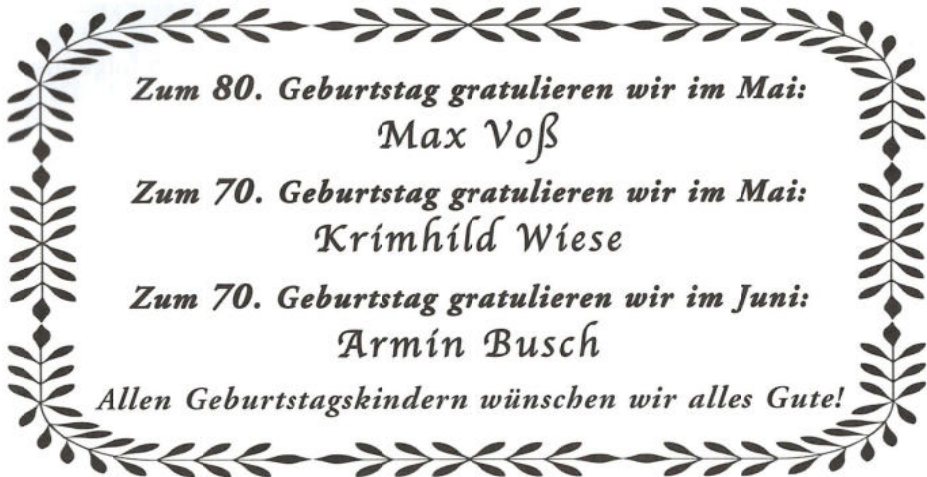 Zum 80. Geburtstag gratulieren wir im Mai:
Max Voß
Zum 70. Geburtstag gratulieren wir im Mai:
Krimhild Wiese
Zum 70. Geburtstag gratulieren wir im Juni:
Armin Busch
Allen Geburtstagskindern wünschen wir alles Gute!